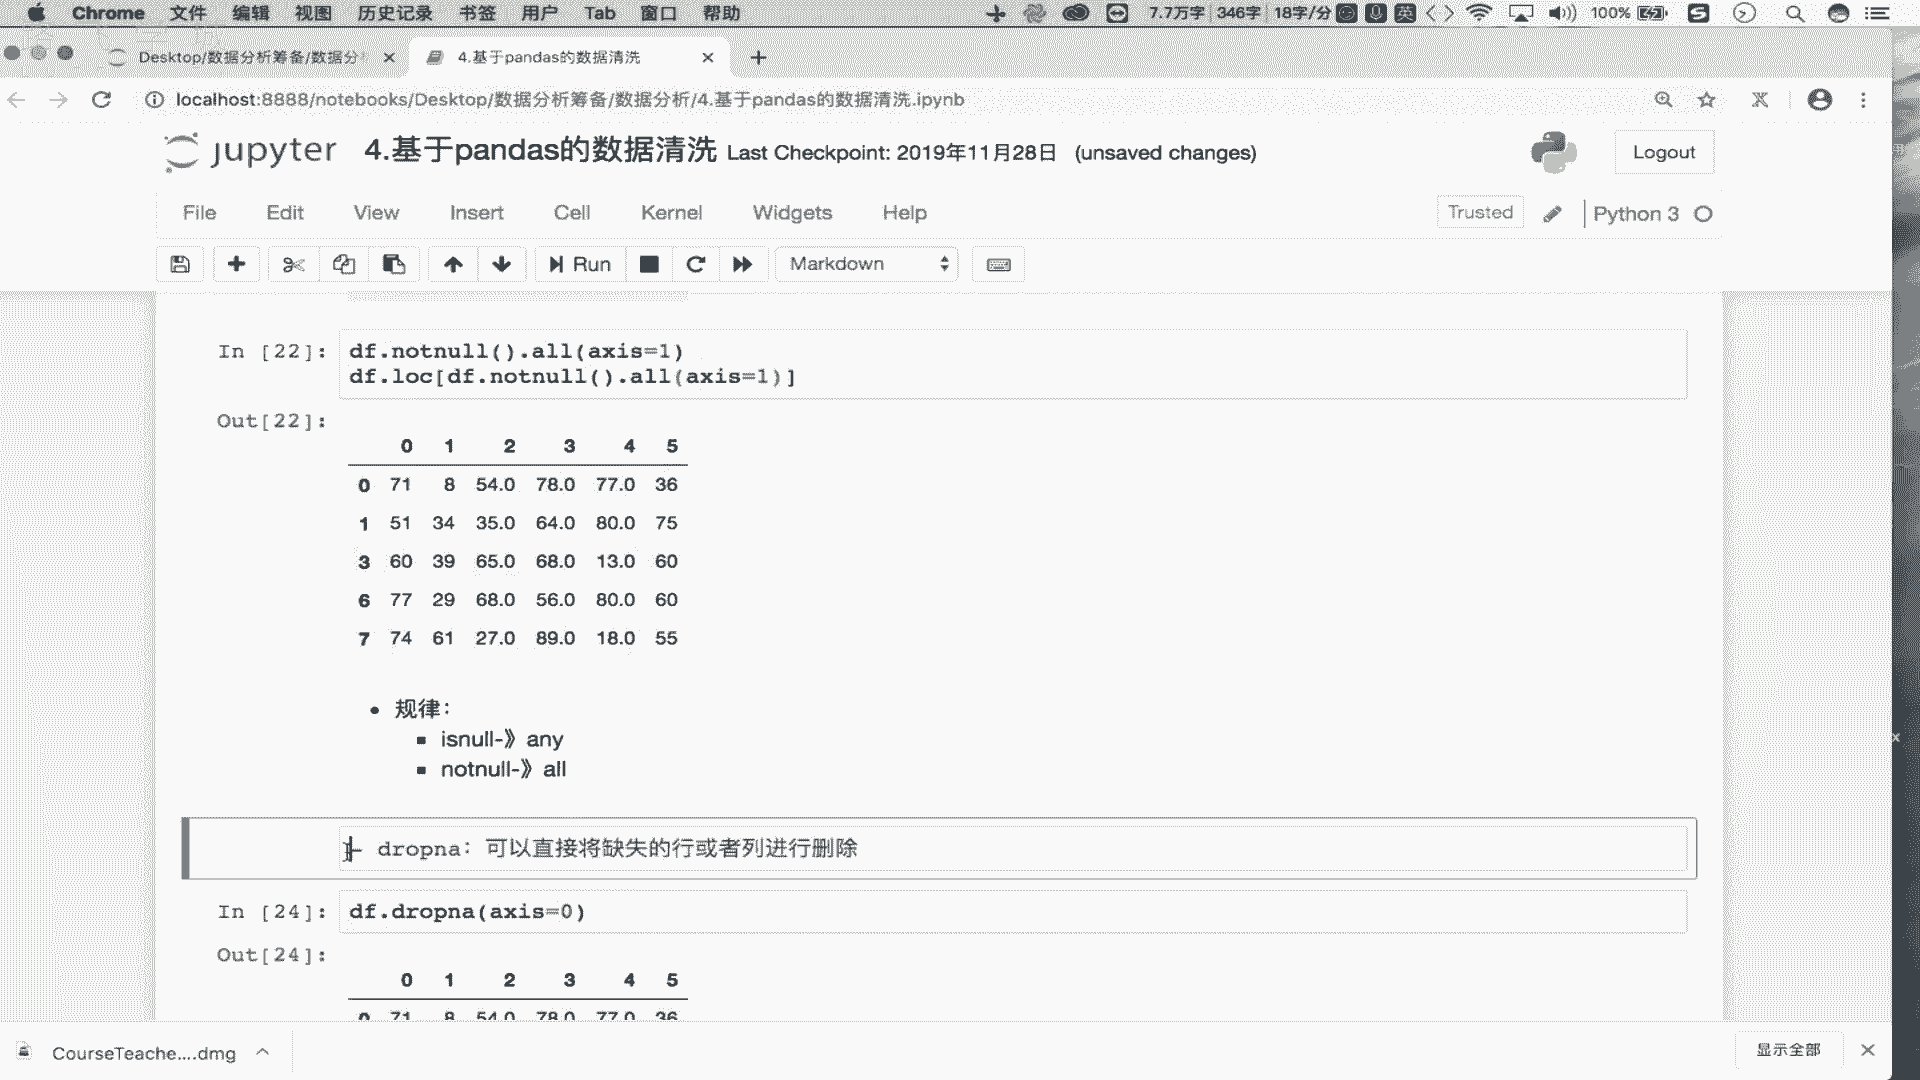 Chrome 文件 编辑 视图 历史记录 书签 用户 Tab 窗口 帮助 7.7万字 346字 18字/分 英 100%
Desktop/数据分析筹备/数据分 4.基于pandas的数据清洗
localhost:8888/notebooks/Desktop/数据分析筹备/数据分析/4.基于pandas的数据清洗.ipynb
jupyter 4.基于pandas的数据清洗 Last Checkpoint: 2019年11月28日 (unsaved changes) Logout
File Edit View Insert Cell Kernel Widgets Help Trusted Python 3
Run Markdown
In [22]: df.notnull().all(axis=1)
df.loc[df.notnull().all(axis=1)]
Out[22]:
0 1 2 3 4 5
0 71 8 54.0 78.0 77.0 36
1 51 34 35.0 64.0 80.0 75
3 60 39 65.0 68.0 13.0 60
6 77 29 68.0 56.0 80.0 60
7 74 61 27.0 89.0 18.0 55
• 规律：
▪ isnull-》any
▪ notnull-》all
- dropna：可以直接将缺失的行或者列进行删除
In [24]: df.dropna(axis=0)
Out[24]:
0 1 2 3 4 5
0 71 8 54.0 78.0 77.0 36
CourseTeache....dmg 显示全部